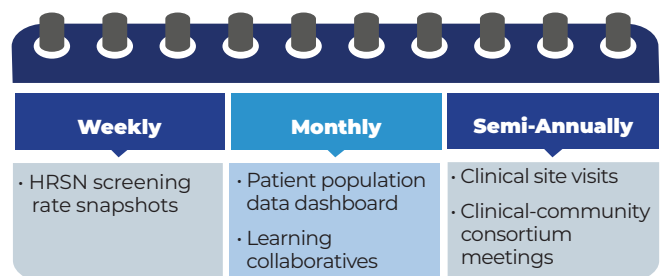 Weekly
· HRSN screening
rate snapshots
Monthly
· Patient population
data dashboard
· Learning
collaboratives
Semi-Annually
· Clinical site visits
· Clinical-community
consortium
meetings